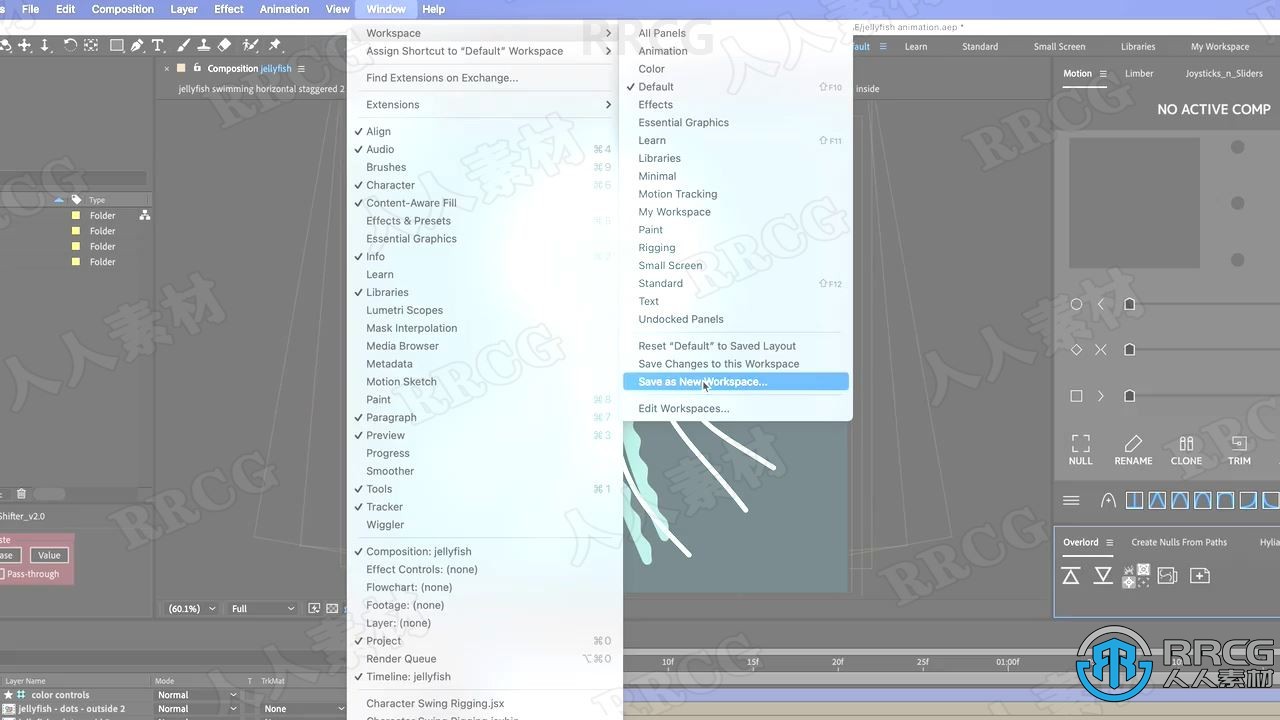 File Edit Composition Layer Effect Animation View Window Help
/jellyfish animation.aep *
Learn Standard Small Screen Libraries My Workspace
Composition jellyfish
jellyfish swimming horizontal staggered 2
inside
Workspace
Assign Shortcut to “Default” Workspace
Find Extensions on Exchange...
Extensions
Align
Audio ⌘4
Brushes ⌘9
Character ⌘6
Content-Aware Fill
Effects & Presets ⌘5
Essential Graphics
Info ⌘2
Learn
Libraries
Lumetri Scopes
Mask Interpolation
Media Browser
Metadata
Motion Sketch
Paint ⌘8
Paragraph ⌘7
Preview ⌘3
Progress
Smoother
Tools ⌘1
Tracker
Wiggler
Composition: jellyfish
Effect Controls: (none)
Flowchart: (none)
Footage: (none)
Layer: (none)
Project ⌘0
Render Queue ⌥⌘0
Timeline: jellyfish
Character Swing Rigging.jsx
All Panels
Animation
Color
Default ⇧F10
Effects
Essential Graphics
Learn ⇧F11
Libraries
Minimal
Motion Tracking
My Workspace
Paint
Rigging
Small Screen
Standard ⇧F12
Text
Undocked Panels
Reset “Default” to Saved Layout
Save Changes to this Workspace
Save as New Workspace...
Edit Workspaces...
Motion Limber Joysticks_n_Sliders
NO ACTIVE COMP
NULL RENAME CLONE TRIM
Overlord Create Nulls From Paths
Type
Folder
Folder
Folder
Folder
Shifter_v2.0
Value
Pass-through
(60.1%) Full
10f 15f 20f 25f 01:00f
Layer Name Mode T TrkMat
color controls Normal
jellyfish - dots - outside 2 Normal None
RRCG
人人素材